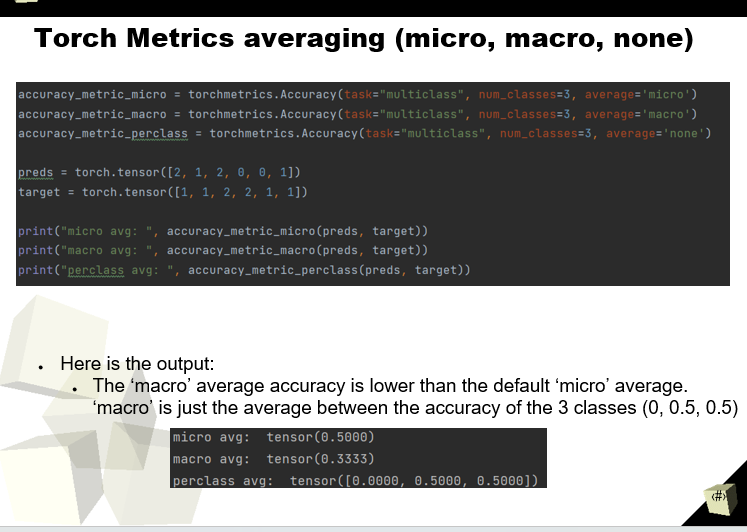 Torch Metrics averaging (micro, macro, none)
accuracy_metric_micro = torchmetrics.Accuracy(task="multiclass", num_classes=3, average='micro')
accuracy_metric_macro = torchmetrics.Accuracy(task="multiclass", num_classes=3, average='macro')
accuracy_metric_perclass = torchmetrics.Accuracy(task="multiclass", num_classes=3, average='none')
preds = torch.tensor([2, 1, 2, 0, 0, 1])
target = torch.tensor([1, 1, 2, 2, 1, 1])
print("micro avg: ", accuracy_metric_micro(preds, target))
print("macro avg: ", accuracy_metric_macro(preds, target))
print("perclass avg: ", accuracy_metric_perclass(preds, target))
• Here is the output:
• The ‘macro’ average accuracy is lower than the default ‘micro’ average.
‘macro’ is just the average between the accuracy of the 3 classes (0, 0.5, 0.5)
micro avg:  tensor(0.5000)
macro avg:  tensor(0.3333)
perclass avg:  tensor([0.0000, 0.5000, 0.5000])
‹#›